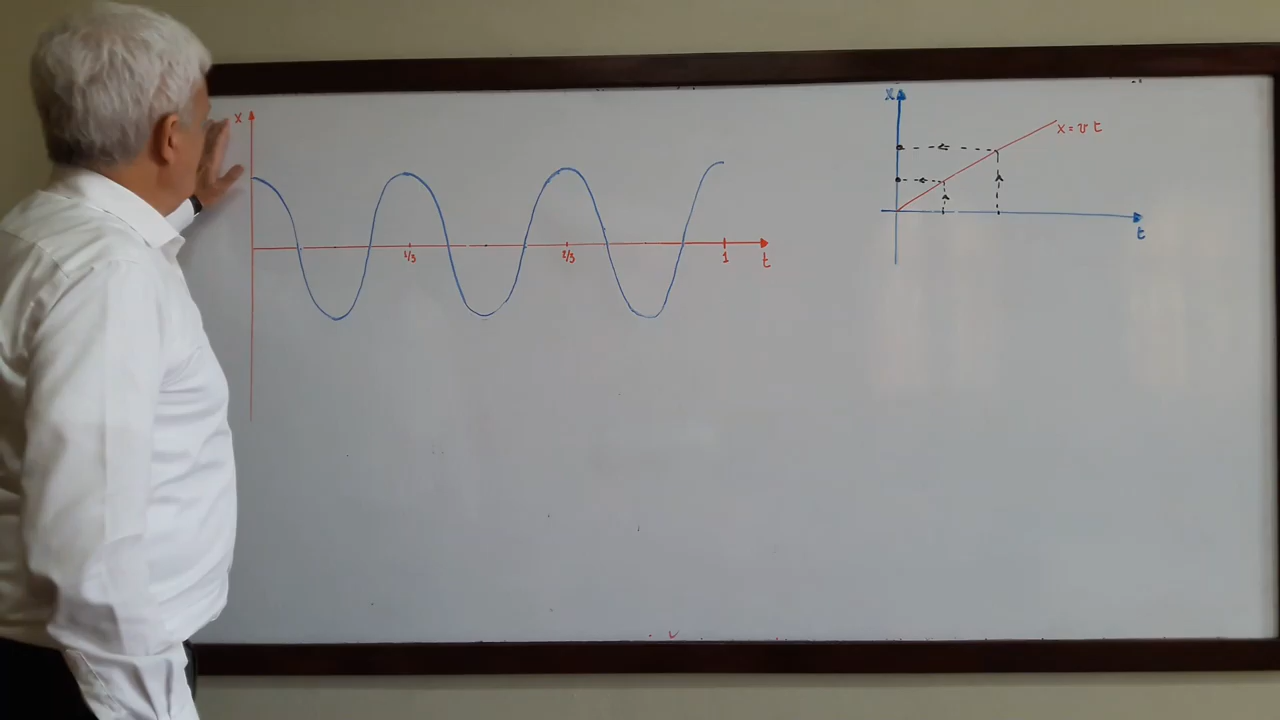 x
1/3
2/3
1
t
x
x = v t
t